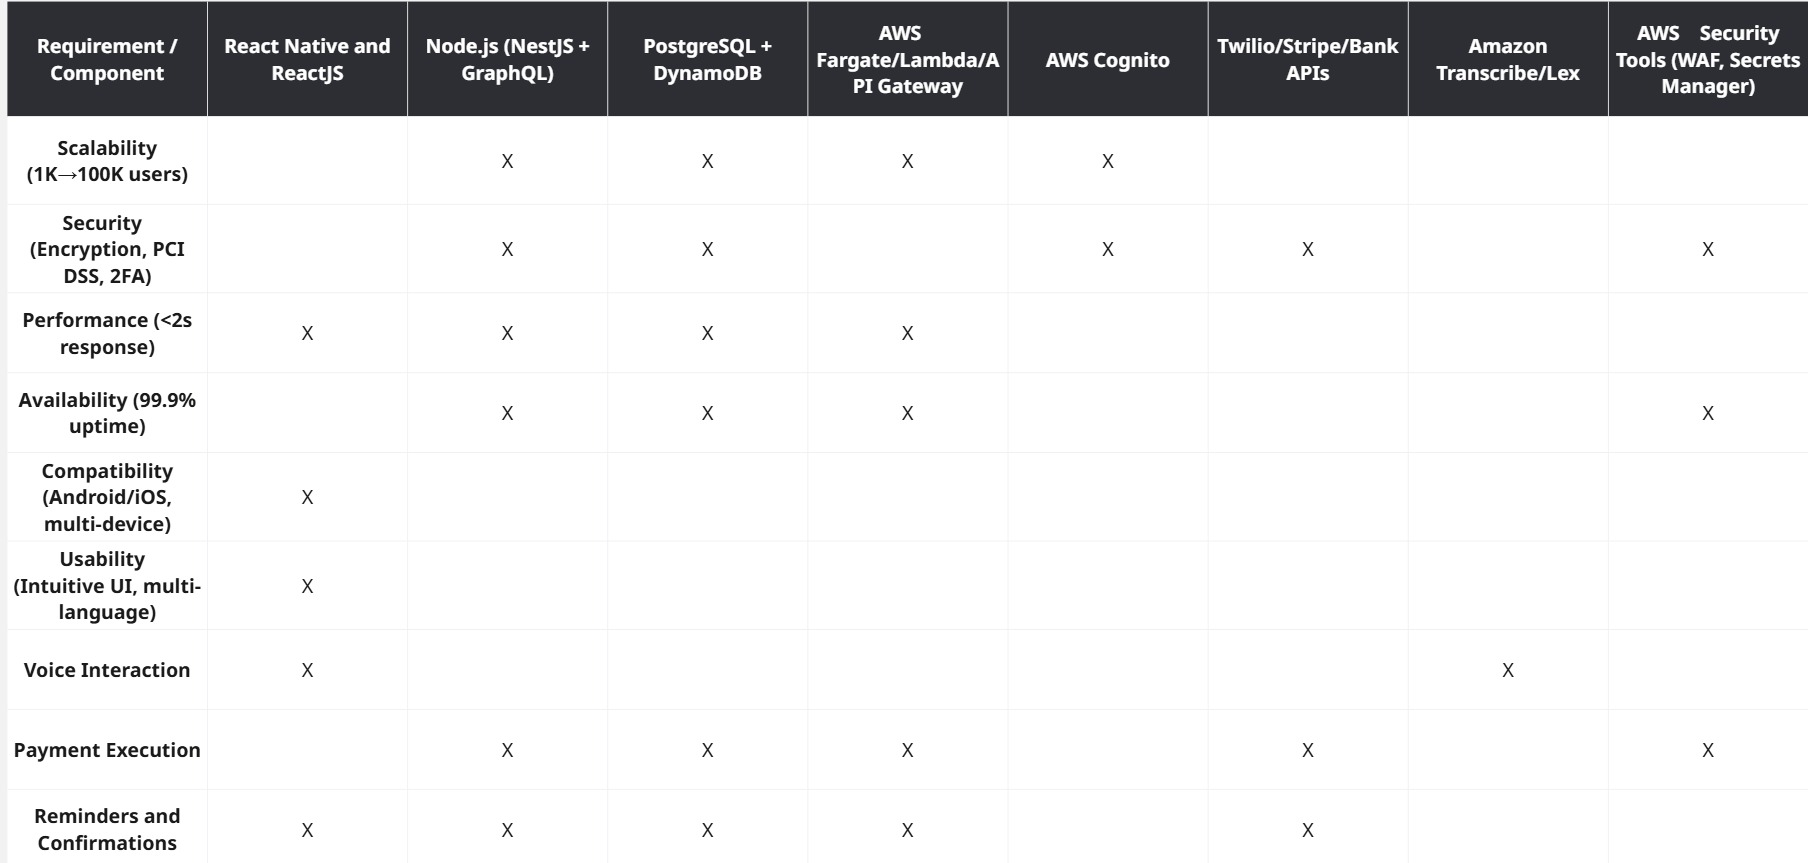 Requirement / Component | React Native and ReactJS | Node.js (NestJS + GraphQL) | PostgreSQL + DynamoDB | AWS Fargate/Lambda/API Gateway | AWS Cognito | Twilio/Stripe/Bank APIs | Amazon Transcribe/Lex | AWS Security Tools (WAF, Secrets Manager)
Scalability (1K→100K users) | | X | X | X | X | | |
Security (Encryption, PCI DSS, 2FA) | | X | X | | X | X | | X
Performance (<2s response) | X | X | X | X | | | |
Availability (99.9% uptime) | | X | X | X | | | | X
Compatibility (Android/iOS, multi-device) | X | | | | | | |
Usability (Intuitive UI, multi-language) | X | | | | | | |
Voice Interaction | X | | | | | | X |
Payment Execution | | X | X | X | | X | | X
Reminders and Confirmations | X | X | X | X | | X | |